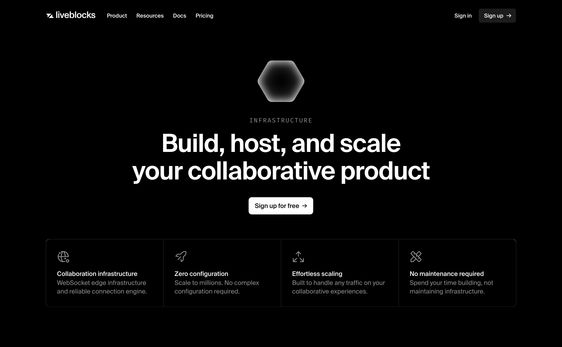 liveblocks
Product Resources Docs Pricing
Sign in
Sign up →
INFRASTRUCTURE
Build, host, and scale
your collaborative product
Sign up for free →
Collaboration infrastructure
WebSocket edge infrastructure
and reliable connection engine.
Zero configuration
Scale to millions. No complex
configuration required.
Effortless scaling
Built to handle any traffic on your
collaborative experiences.
No maintenance required
Spend your time building, not
maintaining infrastructure.